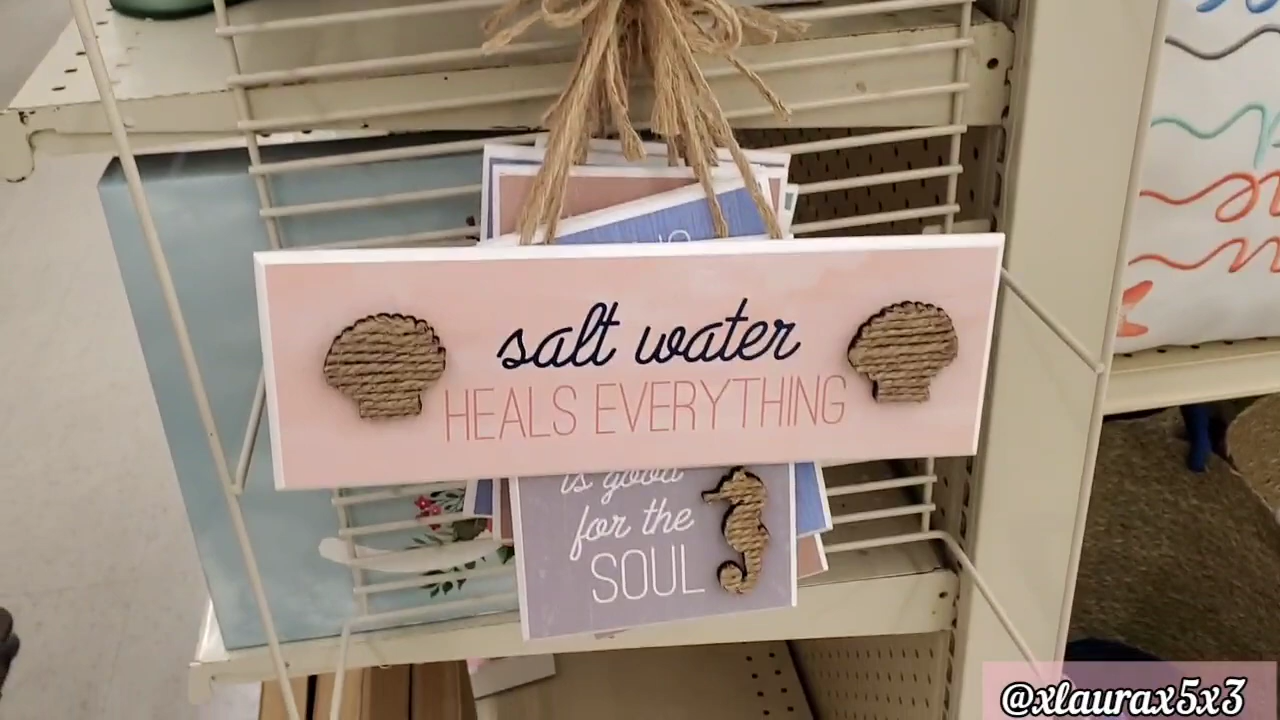 salt water
HEALS EVERYTHING
is good
for the
SOUL
@xlaurax5x3